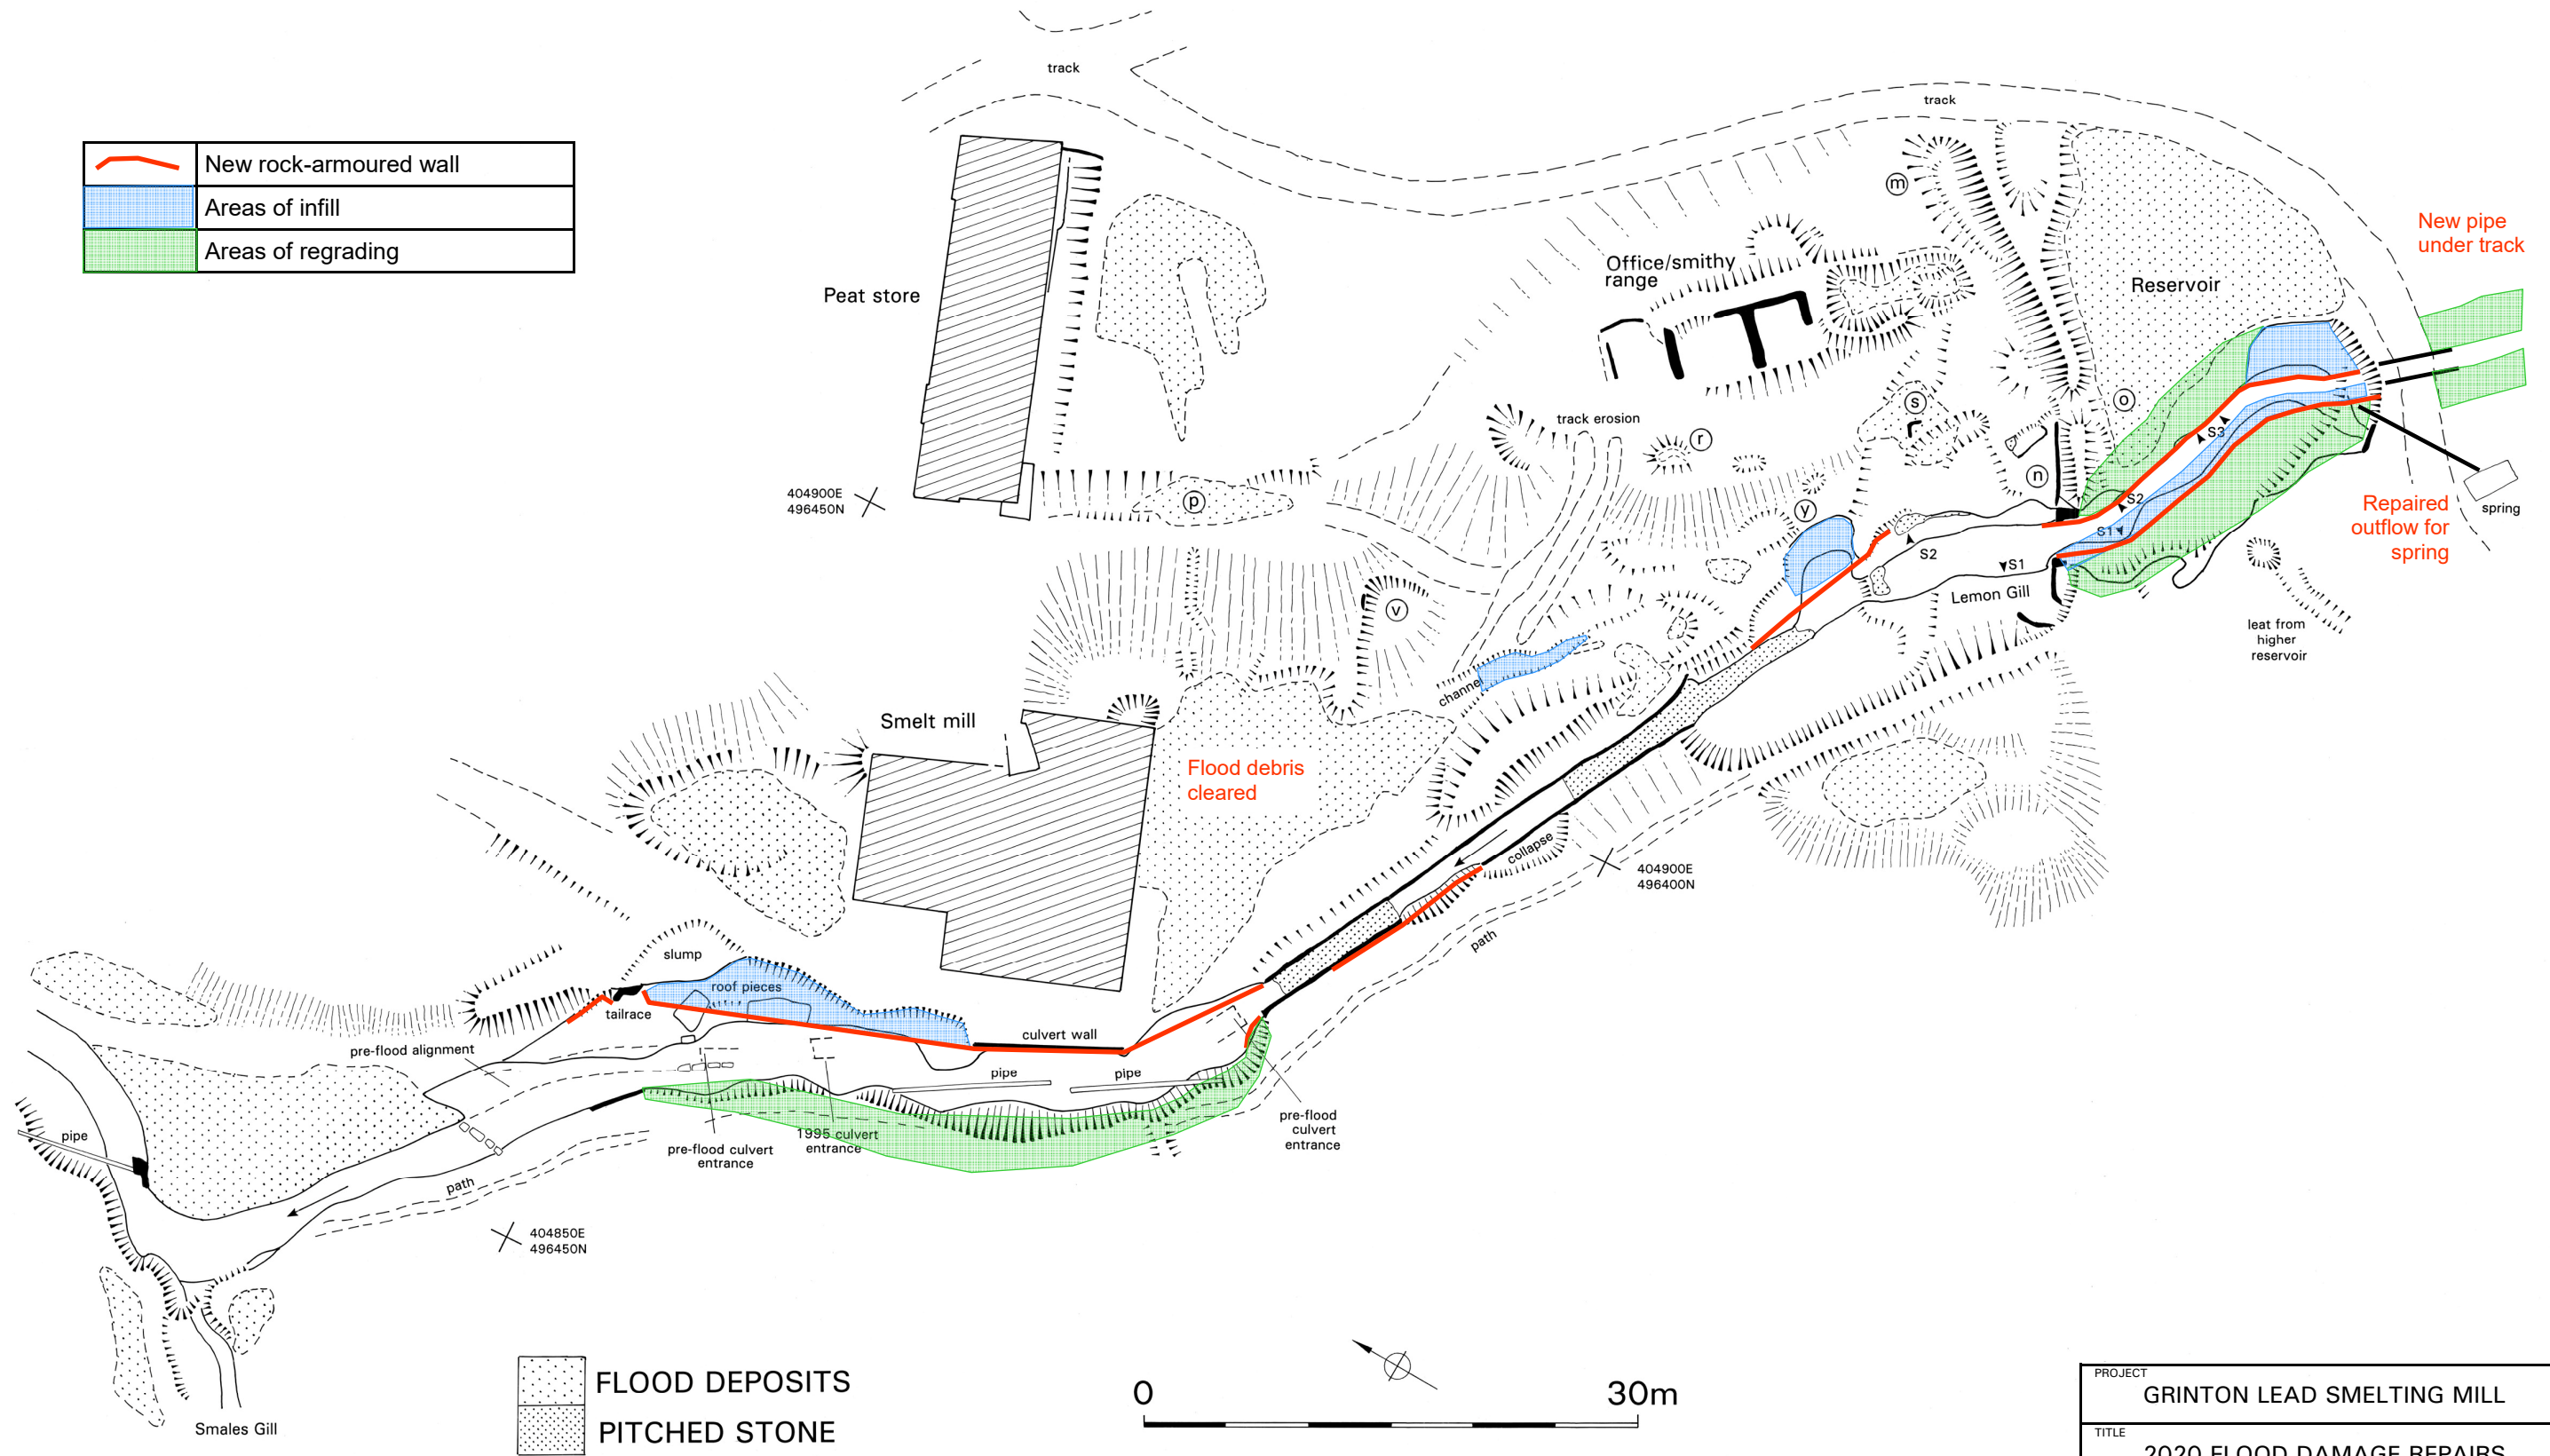 track
track
New rock-armoured wall
Areas of infill
Areas of regrading
m
New pipe
under track
Office/smithy
range
Reservoir
Peat store
o
s
track erosion
r
S3
n
404900E
496450N
p
S2
Repaired
outflow for
spring
spring
y
S1
S2
S1
Lemon Gill
v
leat from
higher
reservoir
channel
Smelt mill
Flood debris
cleared
collapse
404900E
496400N
path
slump
roof pieces
tailrace
culvert wall
pre-flood alignment
pipe
pipe
pre-flood
culvert
entrance
pipe
1995 culvert
entrance
pre-flood culvert
entrance
path
404850E
496450N
FLOOD DEPOSITS
PITCHED STONE
0
30m
Smales Gill
PROJECT
GRINTON LEAD SMELTING MILL
TITLE
2020 FLOOD DAMAGE REPAIRS